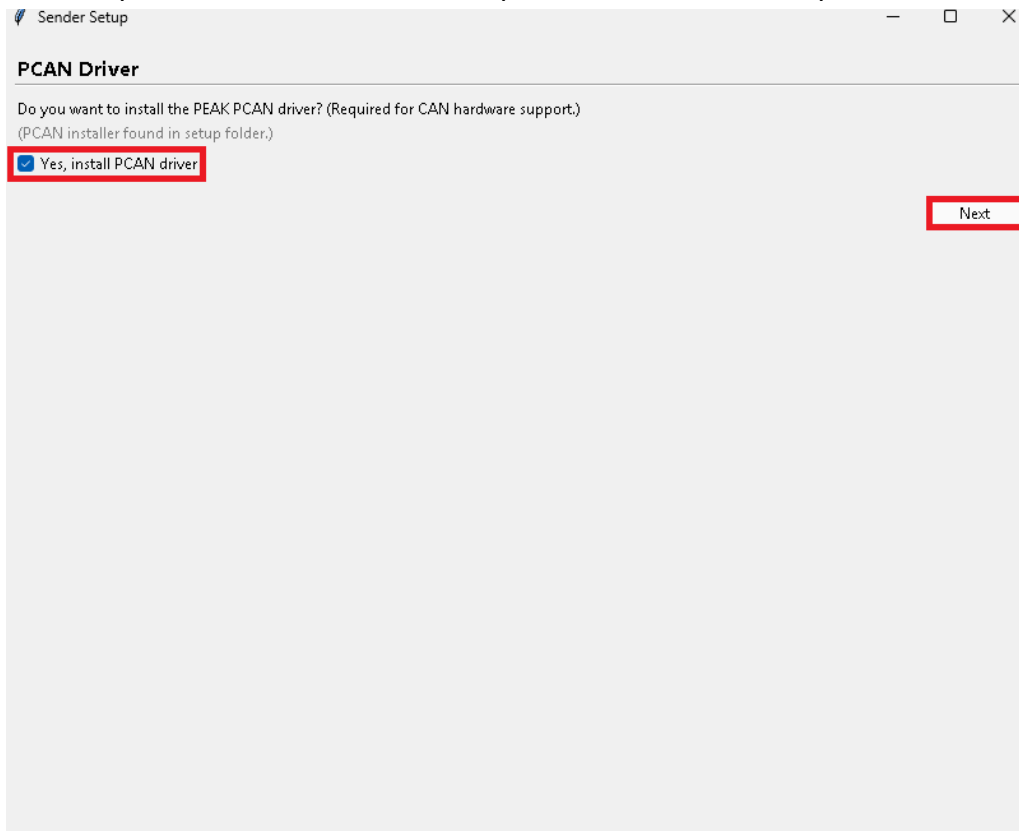 Sender Setup
PCAN Driver
Do you want to install the PEAK PCAN driver? (Required for CAN hardware support.)
(PCAN installer found in setup folder.)
Yes, install PCAN driver
Next